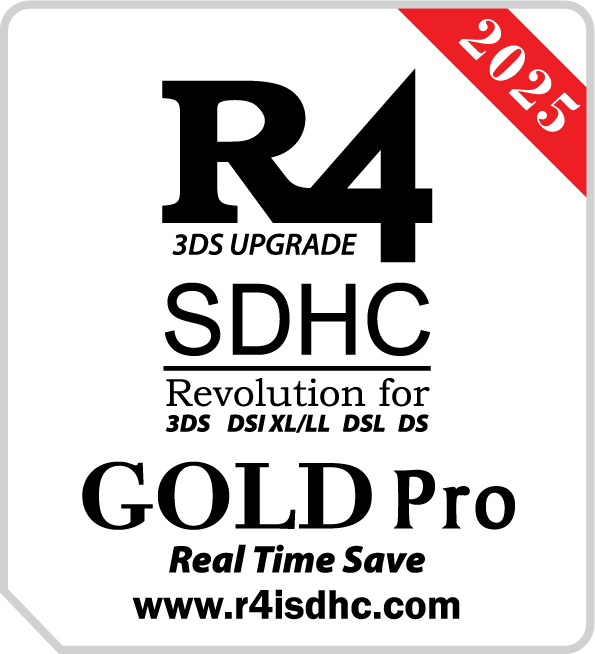 2025
R4
3DS UPGRADE
SDHC
Revolution for
3DS DSI XL/LL DSL DS
GOLD Pro
Real Time Save
www.r4isdhc.com